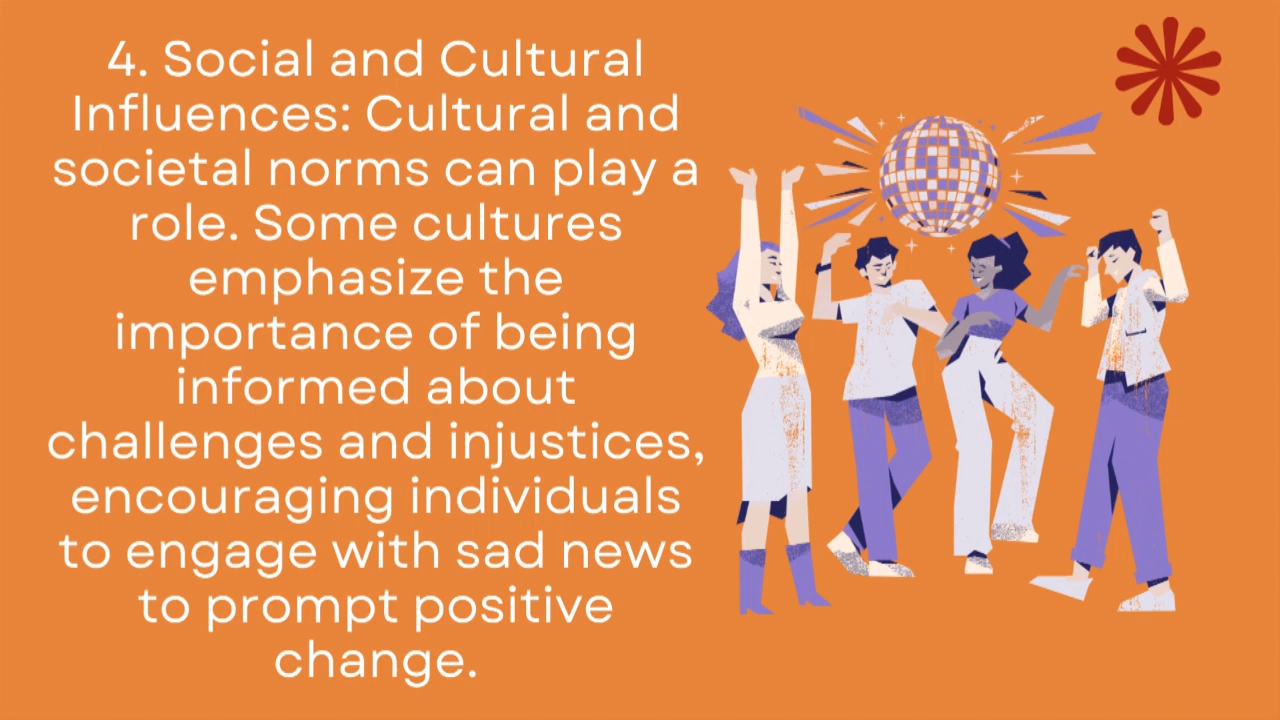 4. Social and Cultural
Influences: Cultural and
societal norms can play a
role. Some cultures
emphasize the
importance of being
informed about
challenges and injustices,
encouraging individuals
to engage with sad news
to prompt positive
change.